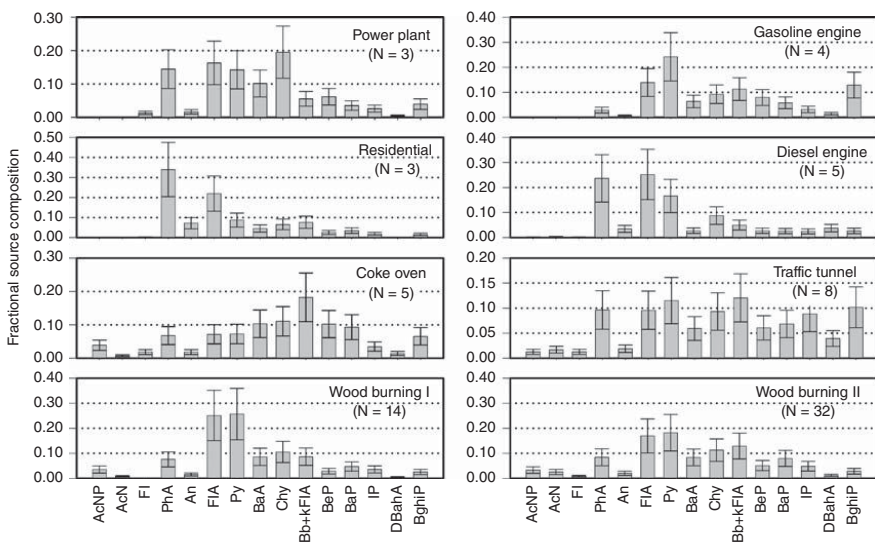 Fractional source composition
0.30
0.20
0.10
0.00
Power plant
(N = 3)
0.40
0.30
0.20
0.10
0.00
Gasoline engine
(N = 4)
0.50
0.40
0.30
0.20
0.10
0.00
Residential
(N = 3)
0.40
0.30
0.20
0.10
0.00
Diesel engine
(N = 5)
0.30
0.20
0.10
0.00
Coke oven
(N = 5)
0.20
0.15
0.10
0.05
0.00
Traffic tunnel
(N = 8)
0.40
0.30
0.20
0.10
0.00
Wood burning I
(N = 14)
0.40
0.30
0.20
0.10
0.00
Wood burning II
(N = 32)
AcNP
AcN
FI
PhA
An
FIA
Py
BaA
Chy
Bb+kFIA
BeP
BaP
IP
DBahA
BghiP
AcNP
AcN
FI
PhA
An
FIA
Py
BaA
Chy
Bb+kFIA
BeP
BaP
IP
DBahA
BghiP